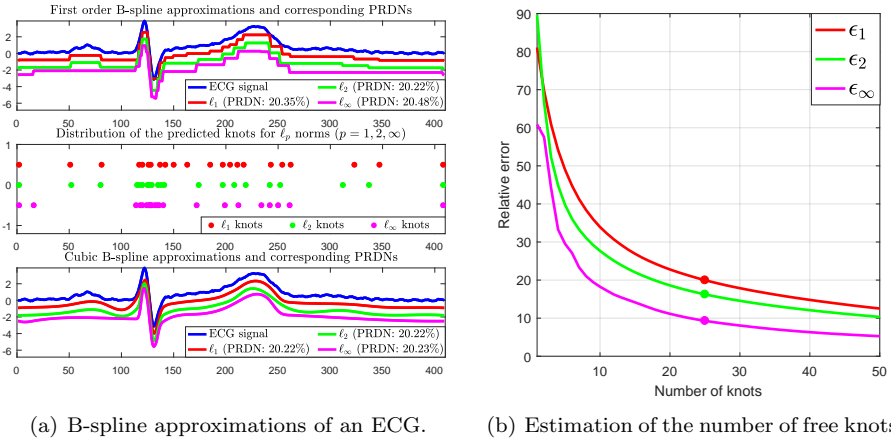 First order B-spline approximations and corresponding PRDNs
2
0
-2
-4
-6
ECG signal
ℓ1 (PRDN: 20.35%)
ℓ2 (PRDN: 20.22%)
ℓ∞ (PRDN: 20.48%)
0 50 100 150 200 250 300 350 400
Distribution of the predicted knots for ℓp norms (p = 1, 2, ∞)
1
0
-1
ℓ1 knots ℓ2 knots ℓ∞ knots
0 50 100 150 200 250 300 350 400
Cubic B-spline approximations and corresponding PRDNs
2
0
-2
-4
-6
ECG signal
ℓ1 (PRDN: 20.22%)
ℓ2 (PRDN: 20.22%)
ℓ∞ (PRDN: 20.23%)
0 50 100 150 200 250 300 350 400
(a) B-spline approximations of an ECG.
90
80
70
60
50
40
30
20
10
0
Relative error
ϵ1
ϵ2
ϵ∞
10 20 30 40 50
Number of knots
(b) Estimation of the number of free knots